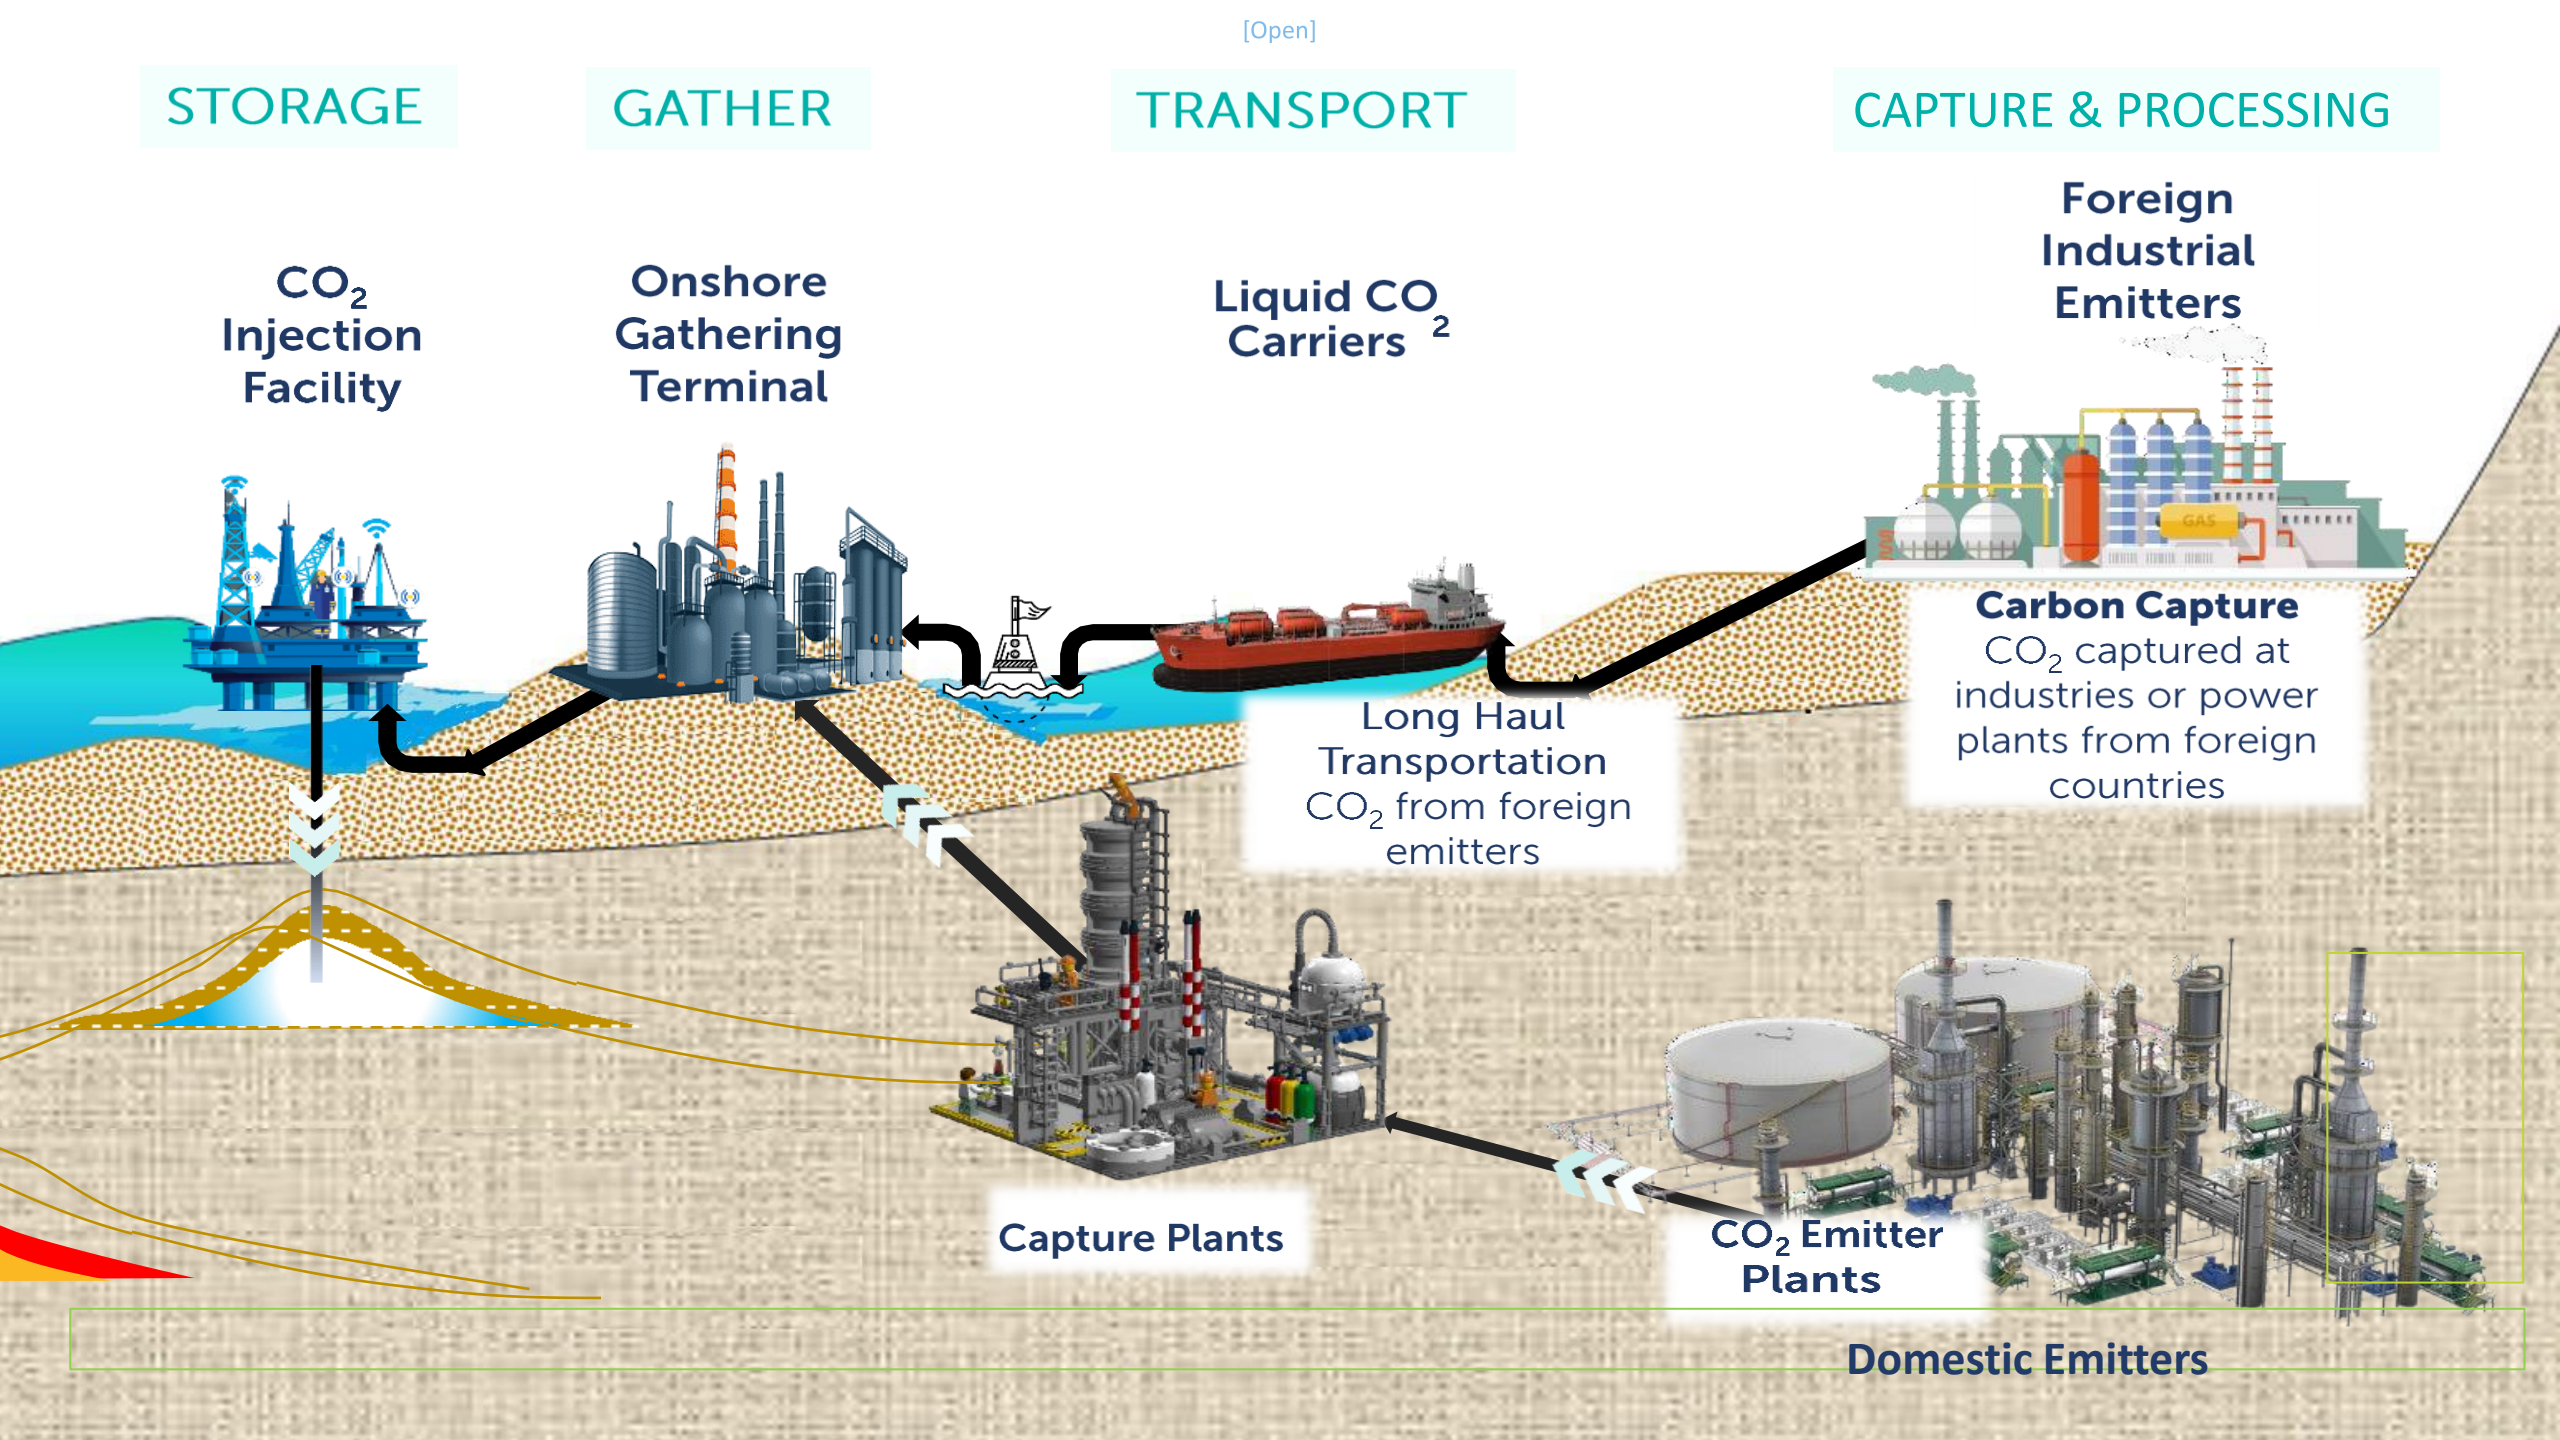 [Open]
STORAGE
GATHER
TRANSPORT
CAPTURE & PROCESSING
CO2
Injection
Facility
Onshore
Gathering
Terminal
Liquid CO2
Carriers
Foreign
Industrial
Emitters
GAS
Carbon Capture
CO2 captured at
industries or power
plants from foreign
countries
Long Haul
Transportation
CO2 from foreign
emitters
Capture Plants
CO2 Emitter
Plants
Domestic Emitters